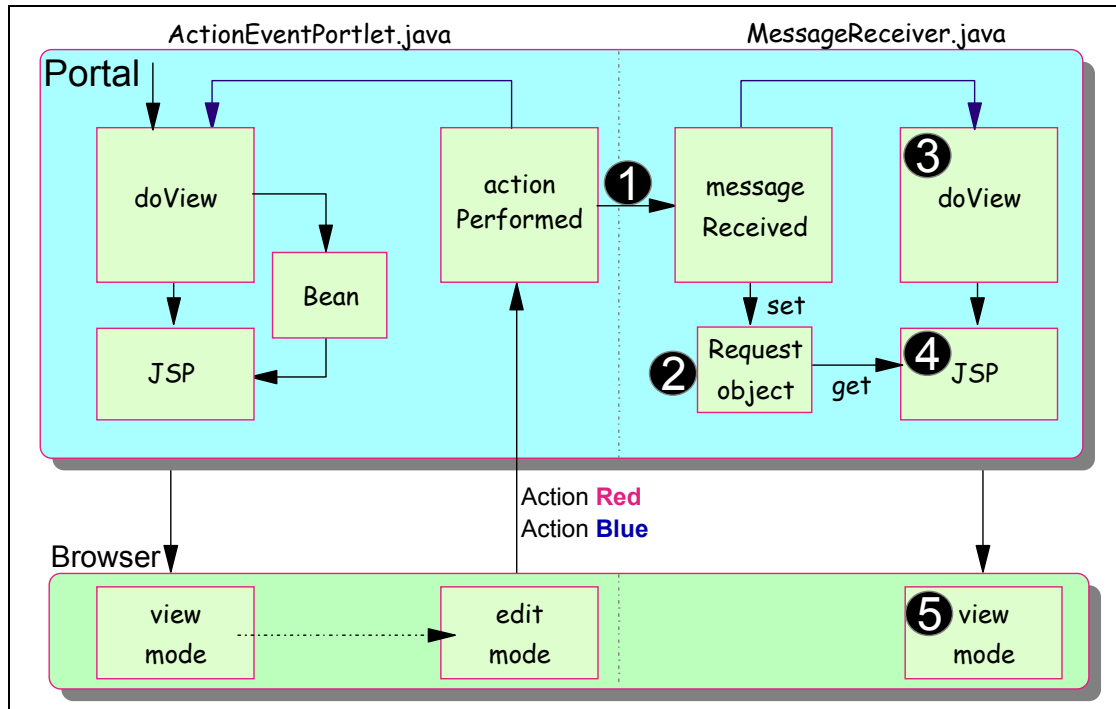 ActionEventPortlet.java
MessageReceiver.java
Portal
doView
Bean
JSP
action
Performed
1
message
Received
set
2
Request
object
get
3
doView
4
JSP
Action Red
Action Blue
Browser
view
mode
edit
mode
5
view
mode